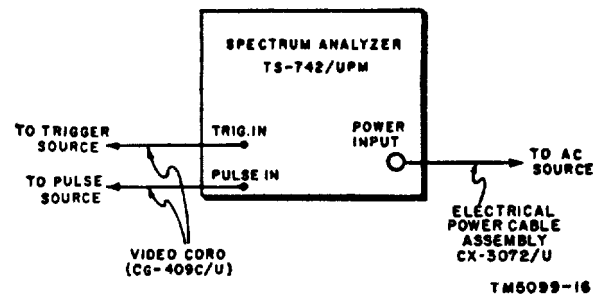 SPECTRUM ANALYZER
TS-742/UPM
TO TRIGGER
SOURCE
TRIG.IN
POWER
INPUT
TO AC
SOURCE
TO PULSE
SOURCE
PULSE IN
VIDEO CORD
(CG-409C/U)
ELECTRICAL
POWER CABLE
ASSEMBLY
CX-3072/U
TM5099-16